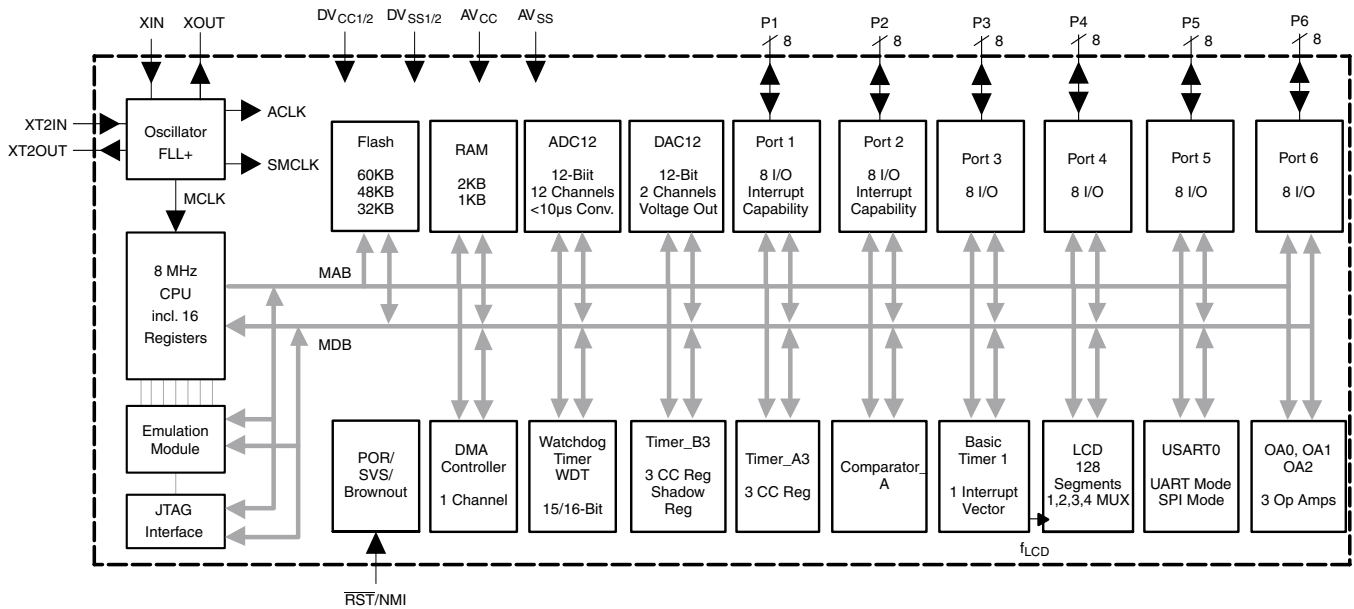 XIN
XOUT
DVCC1/2
DVSS1/2
AVCC
AVSS
P1
8
P2
8
P3
8
P4
8
P5
8
P6
8
XT2IN
XT2OUT
Oscillator
FLL+
ACLK
SMCLK
MCLK
Flash
60KB
48KB
32KB
RAM
2KB
1KB
ADC12
12-Biit
12 Channels
<10μs Conv.
DAC12
12-Bit
2 Channels
Voltage Out
Port 1
8 I/O
Interrupt
Capability
Port 2
8 I/O
Interrupt
Capability
Port 3
8 I/O
Port 4
8 I/O
Port 5
8 I/O
Port 6
8 I/O
8 MHz
CPU
incl. 16
Registers
MAB
MDB
Emulation
Module
JTAG
Interface
POR/
SVS/
Brownout
DMA
Controller
1 Channel
Watchdog
Timer
WDT
15/16-Bit
Timer_B3
3 CC Reg
Shadow
Reg
Timer_A3
3 CC Reg
Comparator_
A
Basic
Timer 1
1 Interrupt
Vector
LCD
128
Segments
1,2,3,4 MUX
USART0
UART Mode
SPI Mode
OA0, OA1
OA2
3 Op Amps
fLCD
RST/NMI